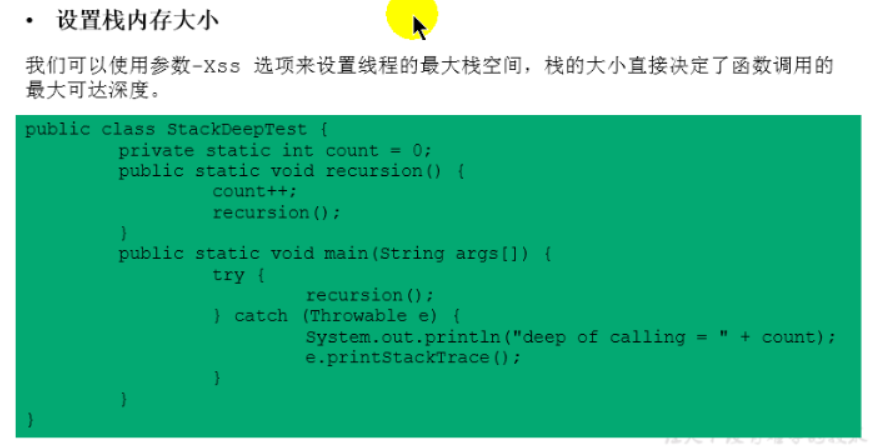 • 设置栈内存大小
我们可以使用参数-Xss 选项来设置线程的最大栈空间，栈的大小直接决定了函数调用的
最大可达深度。
public class StackDeepTest {
private static int count = 0;
public static void recursion() {
count++;
recursion();
}
public static void main(String args[]) {
try {
recursion();
} catch (Throwable e) {
System.out.println("deep of calling = " + count);
e.printStackTrace();
}
}
}